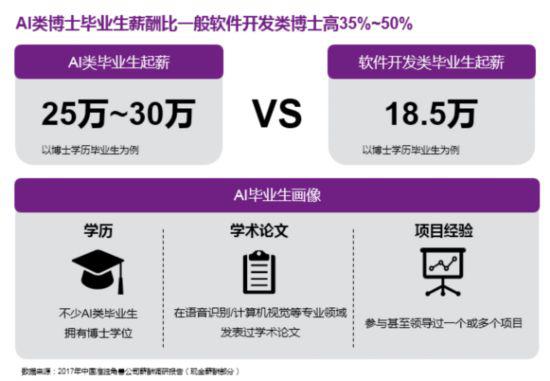 AI类博士毕业生薪酬比一般软件开发类博士高35%~50%
AI类毕业生起薪
25万~30万
以博士学历毕业生为例
VS
软件开发类毕业生起薪
18.5万
以博士学历毕业生为例
AI毕业生画像
学历
不少AI类毕业生
拥有博士学位
学术论文
在语音识别/计算机视觉等专业领域
发表过学术论文
项目经验
参与甚至领导过一个或多个项目
数据来源：2017年中国准独角兽公司薪酬调研报告（现金薪酬部分）